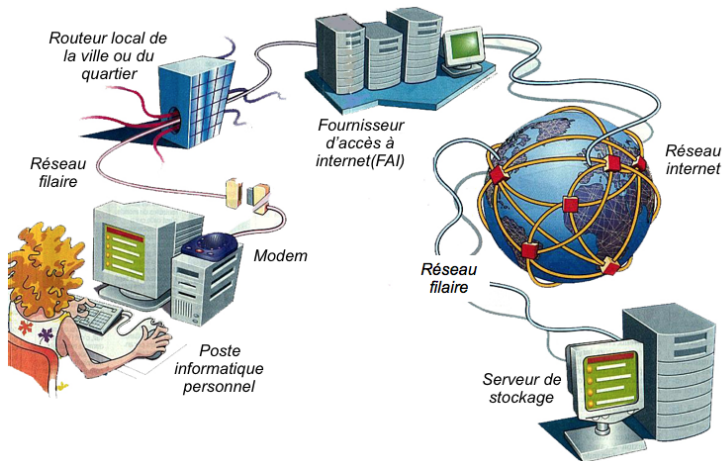 Routeur local de
la ville ou du
quartier
Fournisseur
d'accès à
internet(FAI)
Réseau
internet
Réseau
filaire
Modem
Réseau
filaire
Poste
informatique
personnel
Serveur de
stockage